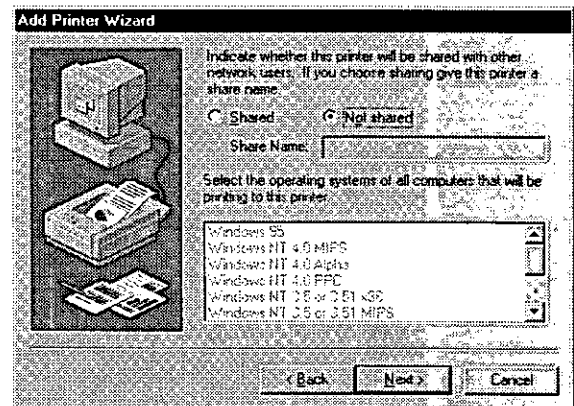 Add Printer Wizard
Indicate whether this printer will be shared with other
network users. If you choose sharing give this printer a
share name.
Shared
Not shared
Share Name:
Select the operating systems of all computers that will be
printing to this printer.
Windows 95
Windows NT 4.0 MIPS
Windows NT 4.0 Alpha
Windows NT 4.0 PPC
Windows NT 3.5 or 3.51 x86
Windows NT 3.5 or 3.51 MIPS
< Back
Next >
Cancel